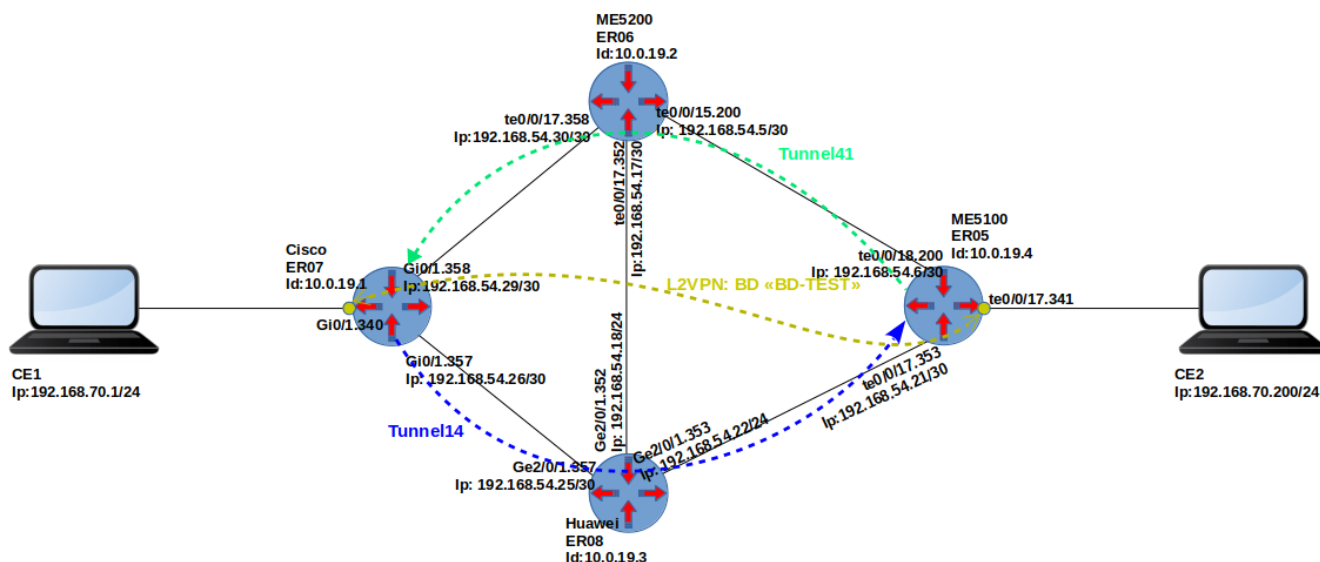 ME5200
ER06
Id:10.0.19.2
te0/0/17.358
Ip:192.168.54.30/30
te0/0/15.200
Ip: 192.168.54.5/30
te0/0/17.352
Ip:192.168.54.17/30
Tunnel41
Cisco
ER07
Id:10.0.19.1
Gi0/1.358
Ip:192.168.54.29/30
L2VPN: BD «BD-TEST»
ME5100
ER05
Id:10.0.19.4
te0/0/18,200
Ip: 192.168.54.6/30
te0/0/17.341
Gi0/1.340
CE1
Ip:192.168.70.1/24
CE2
Ip:192.168.70.200/24
Gi0/1.357
Ip: 192.168.54.26/30
Ge2/0/1.352
Ip: 192.168.54.18/24
te0/0/17.353
Ip:192.168.54.21/30
Tunnel14
Ge2/0/1.353
Ip: 192.168.54.22/24
Ge2/0/1.357
Ip: 192.168.54.25/30
Huawei
ER08
Id:10.0.19.3